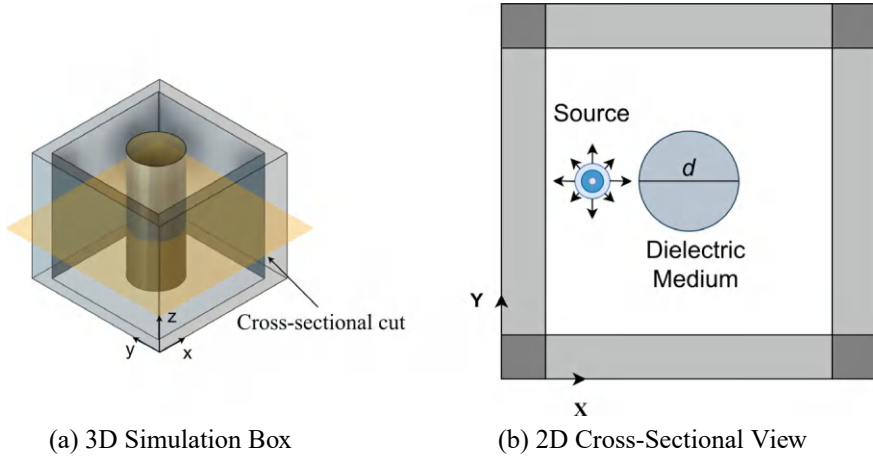 Cross-sectional cut
z
y
x
(a) 3D Simulation Box
Source
d
Dielectric
Medium
Y
X
(b) 2D Cross-Sectional View